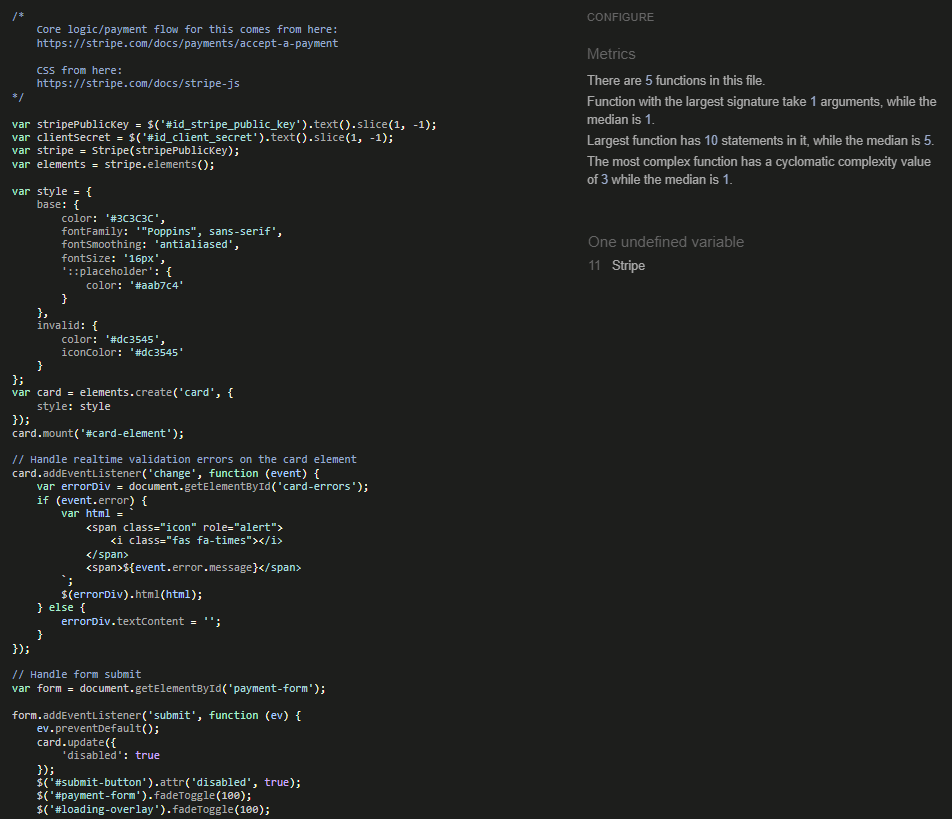 /*
    Core logic/payment flow for this comes from here:
    https://stripe.com/docs/payments/accept-a-payment

    CSS from here:
    https://stripe.com/docs/stripe-js
*/

var stripePublicKey = $('#id_stripe_public_key').text().slice(1, -1);
var clientSecret = $('#id_client_secret').text().slice(1, -1);
var stripe = Stripe(stripePublicKey);
var elements = stripe.elements();

var style = {
    base: {
        color: '#3C3C3C',
        fontFamily: '"Poppins", sans-serif',
        fontSmoothing: 'antialiased',
        fontSize: '16px',
        '::placeholder': {
            color: '#aab7c4'
        }
    },
    invalid: {
        color: '#dc3545',
        iconColor: '#dc3545'
    }
};
var card = elements.create('card', {
    style: style
});
card.mount('#card-element');

// Handle realtime validation errors on the card element
card.addEventListener('change', function (event) {
    var errorDiv = document.getElementById('card-errors');
    if (event.error) {
        var html = `
            <span class="icon" role="alert">
                <i class="fas fa-times"></i>
            </span>
            <span>${event.error.message}</span>
        `;
        $(errorDiv).html(html);
    } else {
        errorDiv.textContent = '';
    }
});

// Handle form submit
var form = document.getElementById('payment-form');

form.addEventListener('submit', function (ev) {
    ev.preventDefault();
    card.update({
        'disabled': true
    });
    $('#submit-button').attr('disabled', true);
    $('#payment-form').fadeToggle(100);
    $('#loading-overlay').fadeToggle(100);
CONFIGURE
Metrics
There are 5 functions in this file.
Function with the largest signature take 1 arguments, while the
median is 1.
Largest function has 10 statements in it, while the median is 5.
The most complex function has a cyclomatic complexity value
of 3 while the median is 1.
One undefined variable
11 Stripe